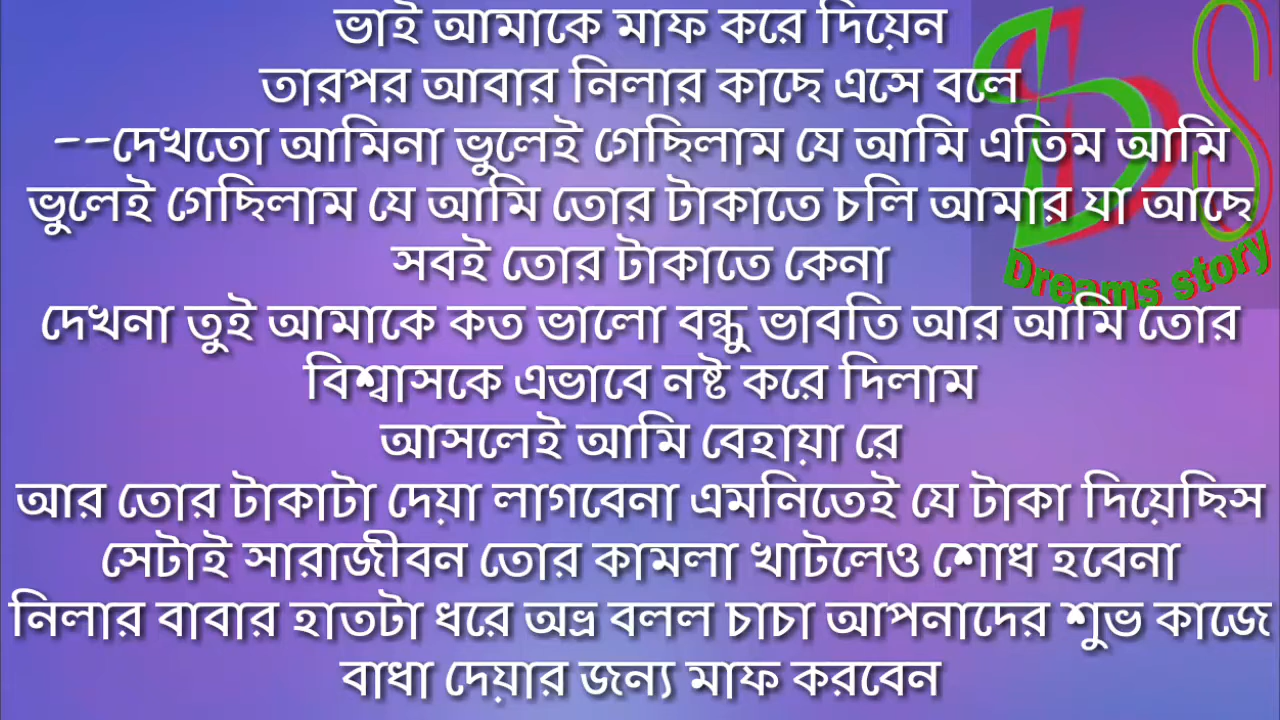 ভাই আমাকে মাফ করে দিয়েন
তারপর আবার নিলার কাছে এসে বলে
--দেখতো আমিনা ভুলেই গেছিলাম যে আমি এতিম আমি
ভুলেই গেছিলাম যে আমি তোর টাকাতে চলি আমার যা আছে
সবই তোর টাকাতে কেনা
দেখনা তুই আমাকে কত ভালো বন্ধু ভাবতি আর আমি তোর
বিশ্বাসকে এভাবে নষ্ট করে দিলাম
আসলেই আমি বেহায়া রে
আর তোর টাকাটা দেয়া লাগবেনা এমনিতেই যে টাকা দিয়েছিস
সেটাই সারাজীবন তোর কামলা খাটলেও শোধ হবেনা
নিলার বাবার হাতটা ধরে অভ্র বলল চাচা আপনাদের শুভ কাজে
বাধা দেয়ার জন্য মাফ করবেন
DS
Dreams story